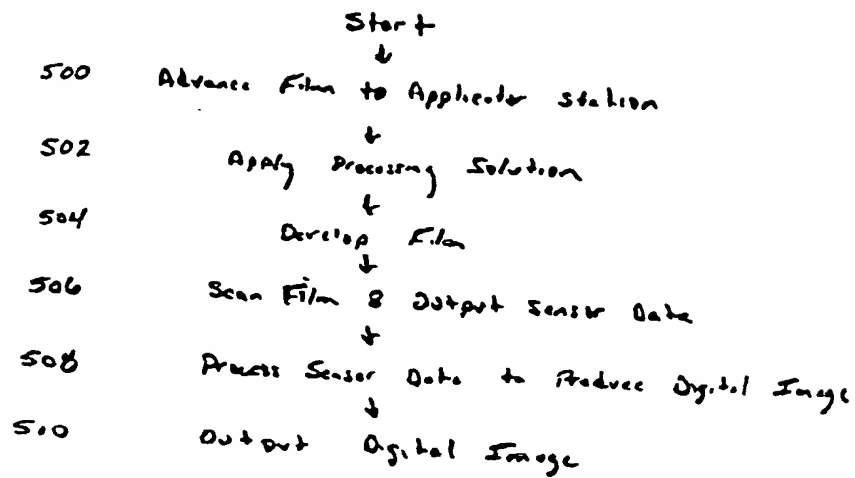 Start
500 Advance Film to Applicator Station
502 Apply Processing Solution
504 Develop Film
506 Scan Film & Output Sensor Data
508 Process Sensor Data to Produce Digital Image
510 Output Digital Image